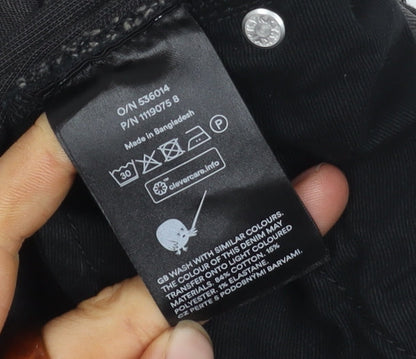 O/N 536014
P/N 1119075 B
Made in Bangladesh
30
P
clevercare.info
GB WASH WITH SIMILAR COLOURS.
THE COLOUR OF THIS DENIM MAY
TRANSFER ONTO LIGHT COLOURED
MATERIALS. 84% COTTON. 15%
POLYESTER. 1% ELASTANE.
CZ PERTE S PODOBNÝMI BARVAMI.